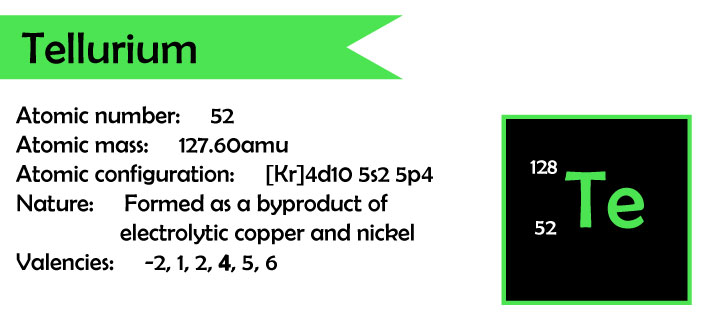 Tellurium
Atomic number: 52
Atomic mass: 127.60amu
Atomic configuration: [Kr]4d10 5s2 5p4
Nature: Formed as a byproduct of
electrolytic copper and nickel
Valencies: -2, 1, 2, 4, 5, 6
128
Te
52